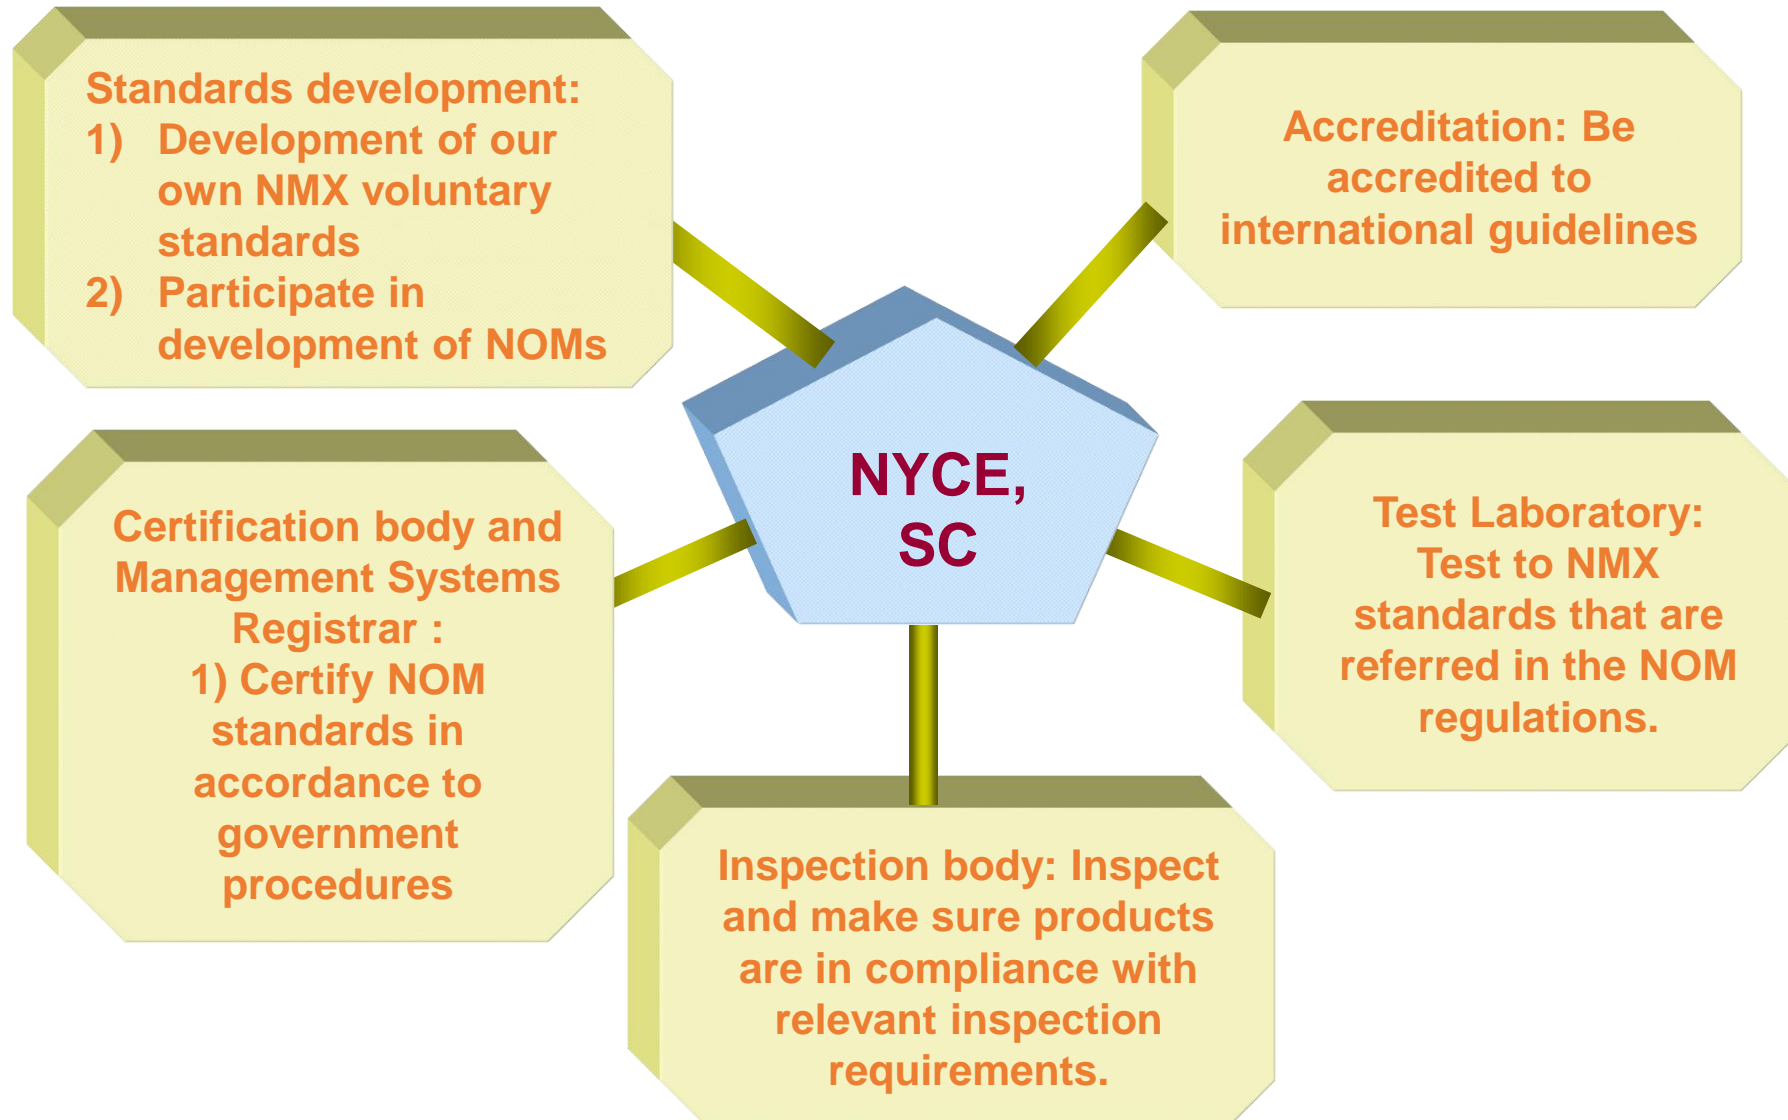 Standards development:
1) Development of our
own NMX voluntary
standards
2) Participate in
development of NOMs
Accreditation: Be
accredited to
international guidelines
NYCE,
SC
Certification body and
Management Systems
Registrar :
1) Certify NOM
standards in
accordance to
government
procedures
Test Laboratory:
Test to NMX
standards that are
referred in the NOM
regulations.
Inspection body: Inspect
and make sure products
are in compliance with
relevant inspection
requirements.